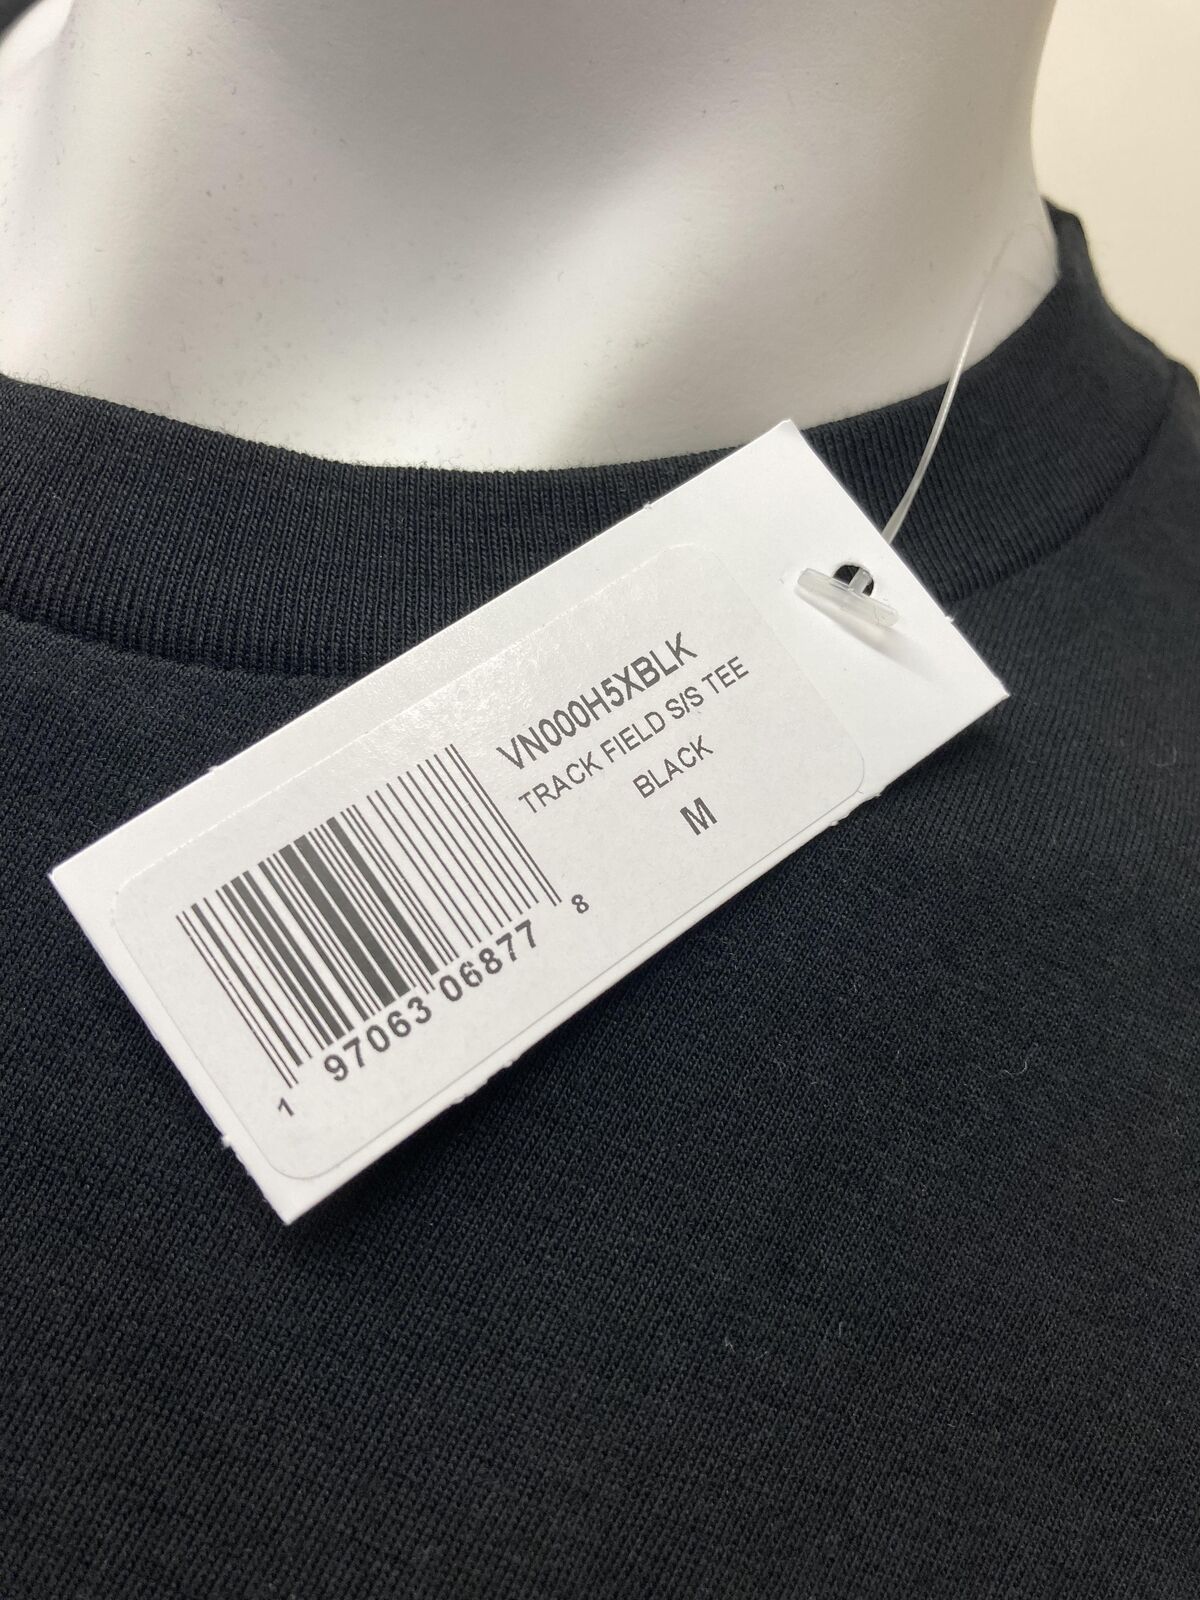 VN000H5XBLK
TRACK FIELD S/S TEE
BLACK
M
1 97063 06877 8